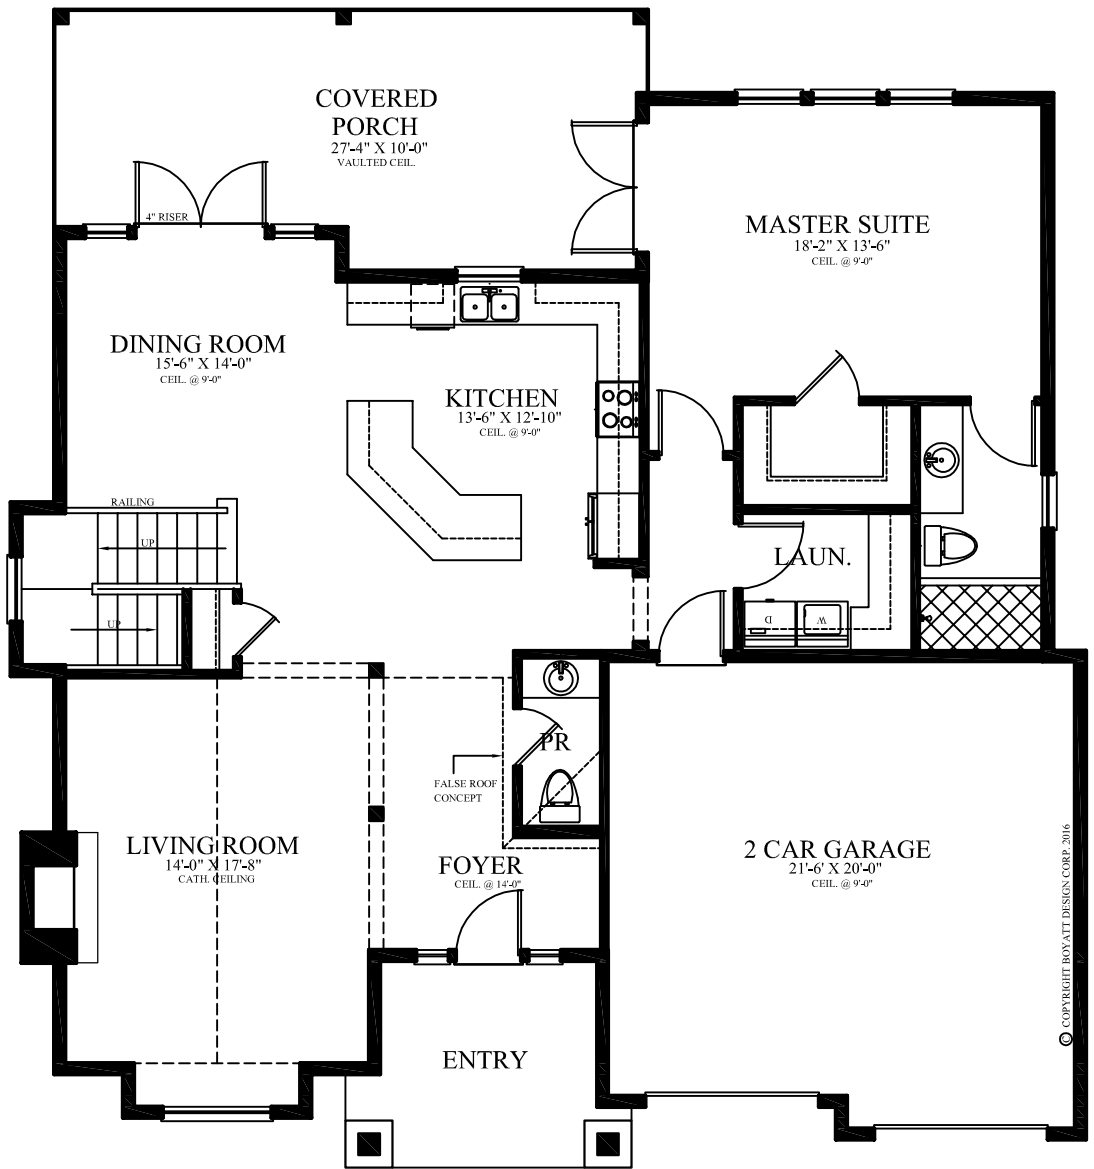 COVERED
PORCH
27'-4" X 10'-0"
VAULTED CEIL.
4" RISER
MASTER SUITE
18'-2" X 13'-6"
CEIL. @ 9'-0"
DINING ROOM
15'-6" X 14'-0"
CEIL. @ 9'-0"
KITCHEN
13'-6" X 12'-10"
CEIL. @ 9'-0"
RAILING
UP
UP
LAUN.
D
W
PR
FALSE ROOF
CONCEPT
LIVING ROOM
14'-0" X 17'-8"
CATH. CEILING
FOYER
CEIL. @ 14'-0"
2 CAR GARAGE
21'-6' X 20'-0"
CEIL. @ 9'-0"
© COPYRIGHT BOYATT DESIGN CORP. 2016
ENTRY